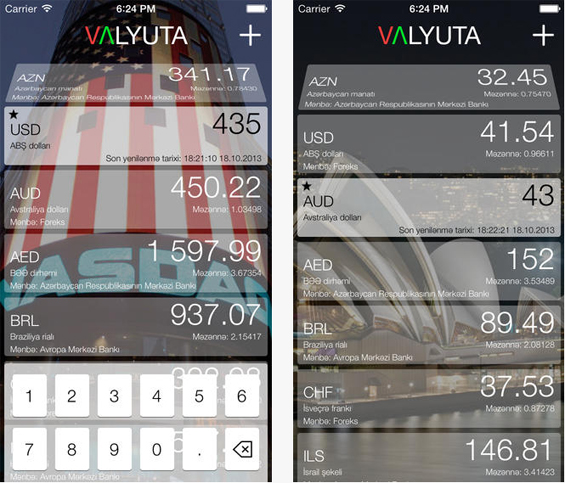 Carrier 6:24 PM
VALYUTA +
AZN 341.17
Azərbaycan manatı Məzənnə: 0.78430
Mənbə: Azərbaycan Respublikasının Mərkəzi Bankı
USD 435
ABŞ dolları
Son yenilənmə tarixi: 18:21:10 18.10.2013
AUD 450.22
Avstraliya dolları Məzənnə: 1.03498
Mənbə: Foreks
AED 1 597.99
BƏƏ dirhəmi Məzənnə: 3.67354
Mənbə: Azərbaycan Respublikasının Mərkəzi Bankı
NASDA
BRL 937.07
Braziliya rialı Məzənnə: 2.15417
Mənbə: Avropa Mərkəzi Bankı
1 2 3 4 5 6
7 8 9 0 .
Mənbə: Avropa Mərkəzi Bankı
Carrier 6:24 PM
VALYUTA +
AZN 32.45
Azərbaycan manatı Məzənnə: 0.75470
Mənbə: Azərbaycan Respublikasının Mərkəzi Bankı
USD 41.54
ABŞ dolları Məzənnə: 0.96611
Mənbə: Foreks
AUD 43
Avstraliya dolları
Son yenilənmə tarixi: 18:22:21 18.10.2013
AED 152
BƏƏ dirhəmi Məzənnə: 3.53489
Mənbə: Azərbaycan Respublikasının Mərkəzi Bankı
BRL 89.49
Braziliya rialı Məzənnə: 2.08128
Mənbə: Avropa Mərkəzi Bankı
CHF 37.53
İsveçrə frankı Məzənnə: 0.87278
Mənbə: Foreks
ILS 146.81
İsrail şekeli Məzənnə: 3.41423
Mənbə: Avropa Mərkəzi Bankı